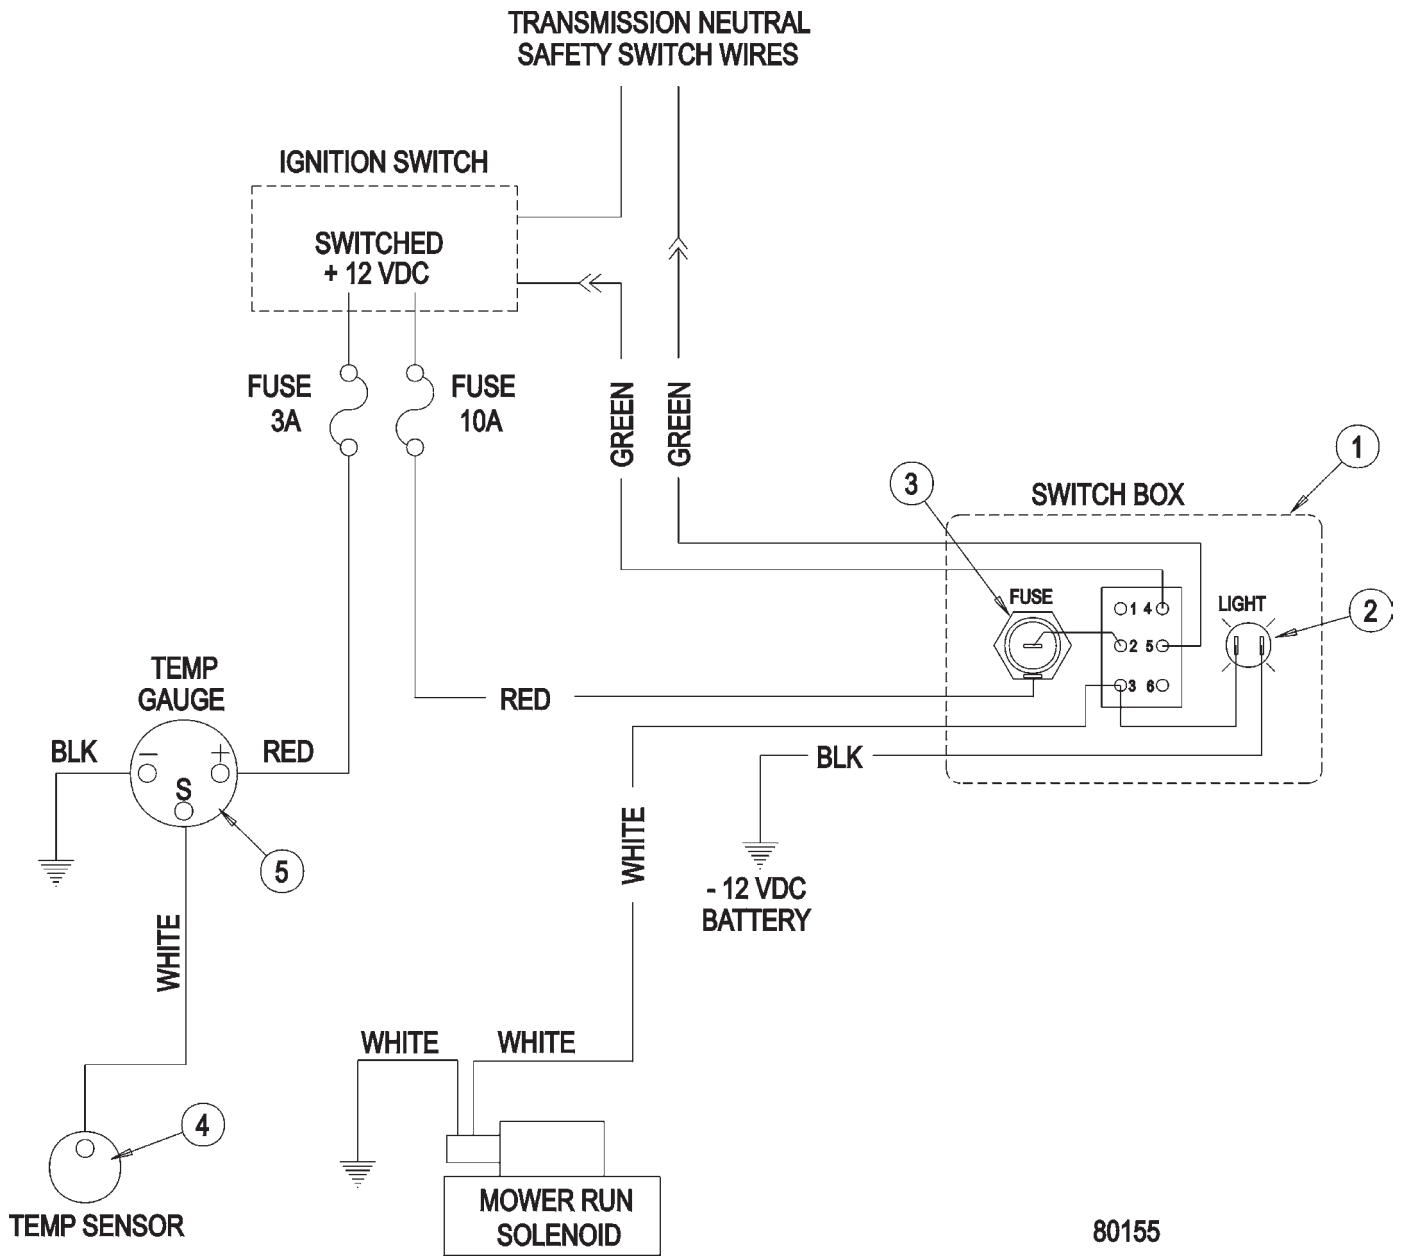 TRANSMISSION NEUTRAL
SAFETY SWITCH WIRES
IGNITION SWITCH
SWITCHED
+ 12 VDC
FUSE
3A
FUSE
10A
GREEN
GREEN
1
3
SWITCH BOX
FUSE
1 4
2 5
3 6
LIGHT
2
TEMP
GAUGE
BLK
RED
RED
− +
S
BLK
5
WHITE
WHITE
- 12 VDC
BATTERY
WHITE
WHITE
4
TEMP SENSOR
MOWER RUN
SOLENOID
80155